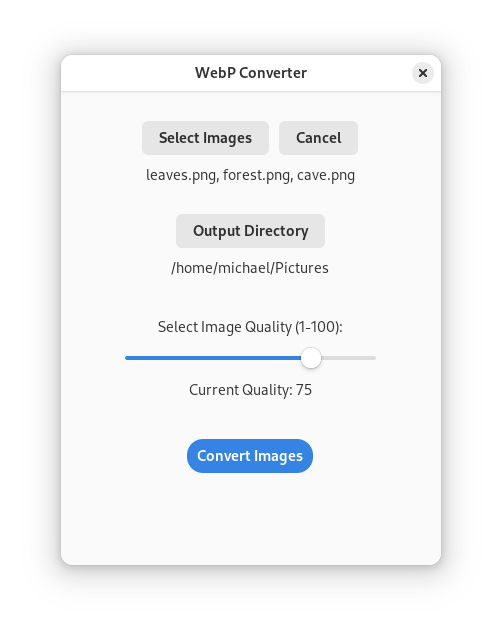 WebP Converter
Select Images Cancel
leaves.png, forest.png, cave.png
Output Directory
/home/michael/Pictures
Select Image Quality (1-100):
Current Quality: 75
Convert Images